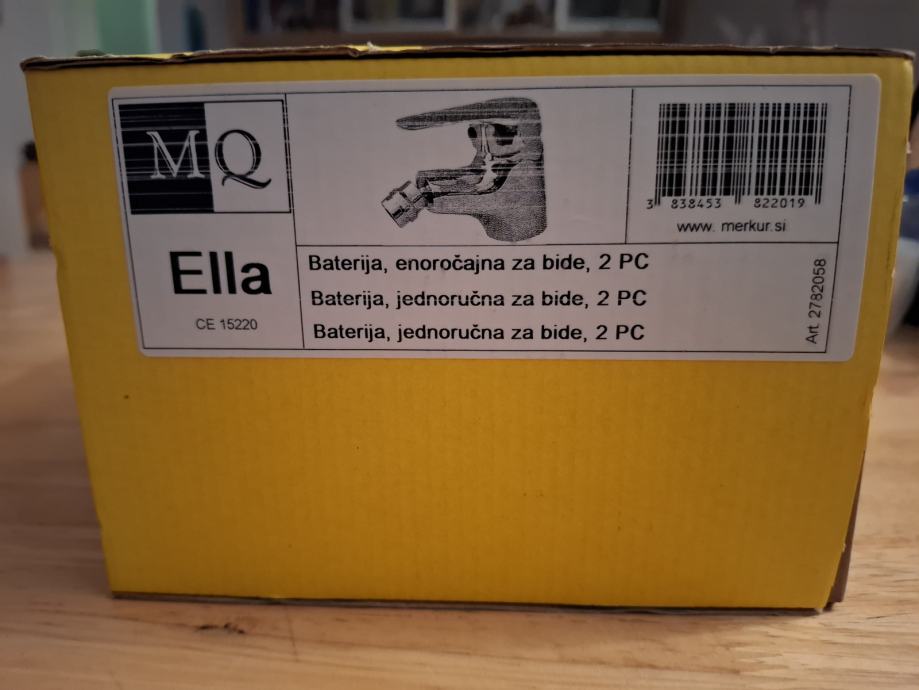 MQ
Ella
CE 15220
Baterija, enoročajna za bide, 2 PC
Baterija, jednoručna za bide, 2 PC
Baterija, jednoručna za bide, 2 PC
3 838453 822019
www. merkur.si
Art. 2782058